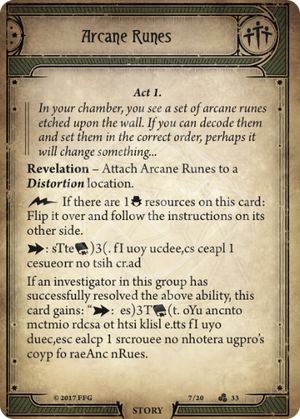 Arcane Runes
Act 1.
In your chamber, you see a set of arcane runes
etched upon the wall. If you can decode them
and set them in the correct order, perhaps it
will change something...
Revelation – Attach Arcane Runes to a
Distortion location.
If there are 1 resources on this card:
Flip it over and follow the instructions on its
other side.
: sTte )3(. f1 uoy ucdee,cs ceapl 1
cesueorr no tsih cr.ad
If an investigator in this group has
successfully resolved the above ability, this
card gains: “ : es)3T (t. oYu ancnto
mctmio rdcsa ot htsi klisl e.tts f1 uoy
duec,esc ealcp 1 srcrouee no nhotera ugpro's
coyp fo raeAnc nRues.
© 2017 FFG
7/20
33
STORY